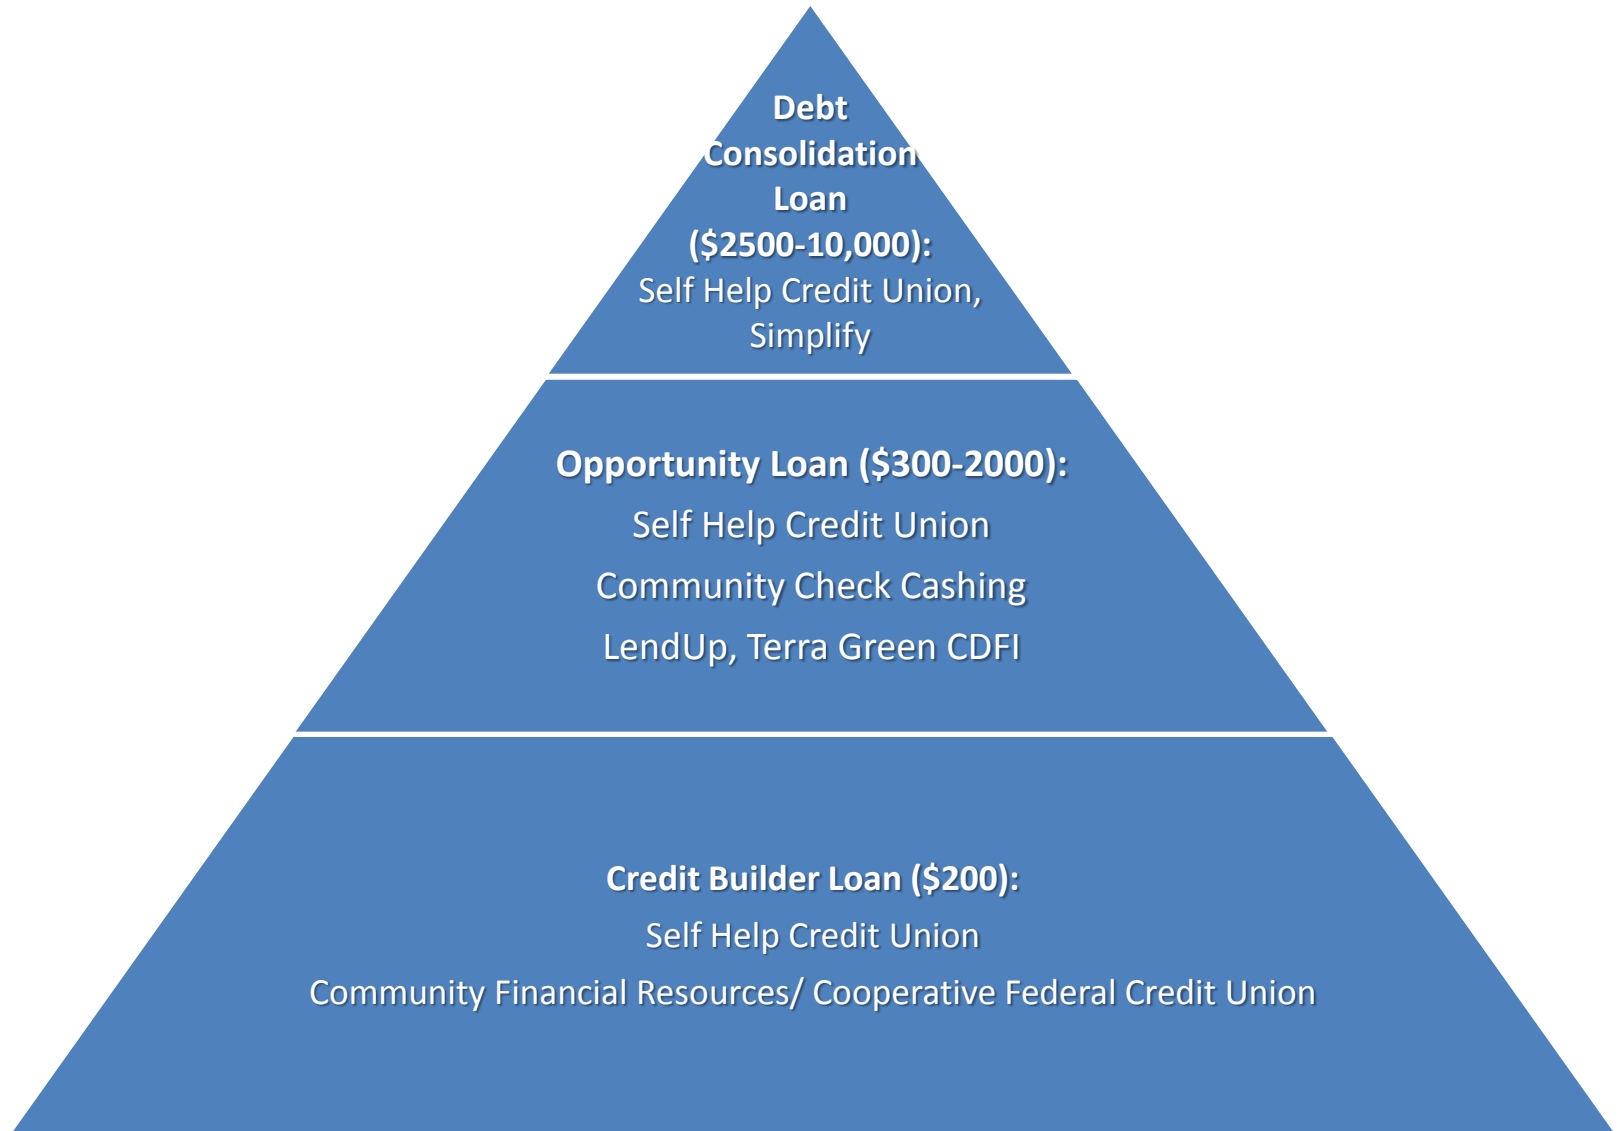 Debt
Consolidation
Loan
($2500-10,000):
Self Help Credit Union,
Simplify
Opportunity Loan ($300-2000):
Self Help Credit Union
Community Check Cashing
LendUp, Terra Green CDFI
Credit Builder Loan ($200):
Self Help Credit Union
Community Financial Resources/ Cooperative Federal Credit Union